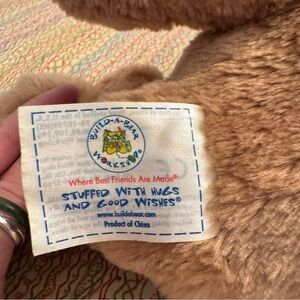 BUILD-A-BEAR
WORKSHOP®
Where Best Friends Are Made®
STUFFED WITH HUGS
AND GOOD WISHES®
www.buildabear.com
Product of China